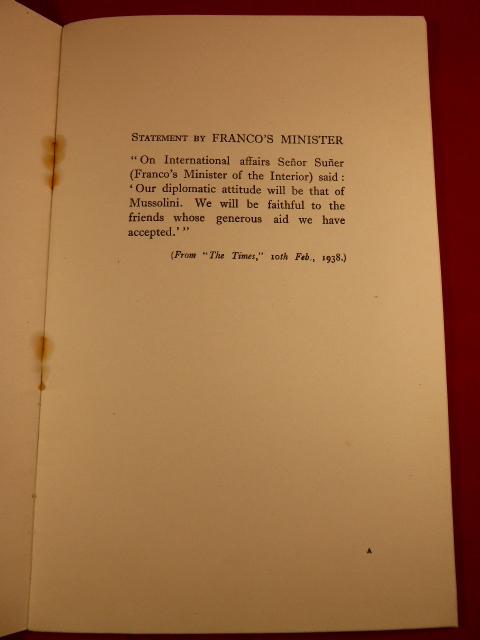 STATEMENT BY FRANCO'S MINISTER
"On International affairs Señor Suñer
(Franco's Minister of the Interior) said:
'Our diplomatic attitude will be that of
Mussolini. We will be faithful to the
friends whose generous aid we have
accepted.'"
(From "The Times," 10th Feb., 1938.)
A